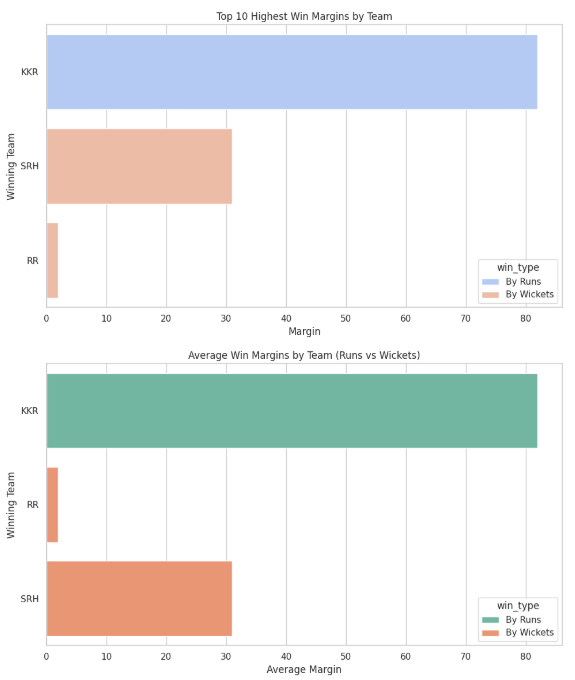 Top 10 Highest Win Margins by Team
Winning Team
KKR
SRH
RR
win_type
By Runs
By Wickets
0 10 20 30 40 50 60 70 80
Margin
Average Win Margins by Team (Runs vs Wickets)
Winning Team
KKR
RR
SRH
win_type
By Runs
By Wickets
0 10 20 30 40 50 60 70 80
Average Margin